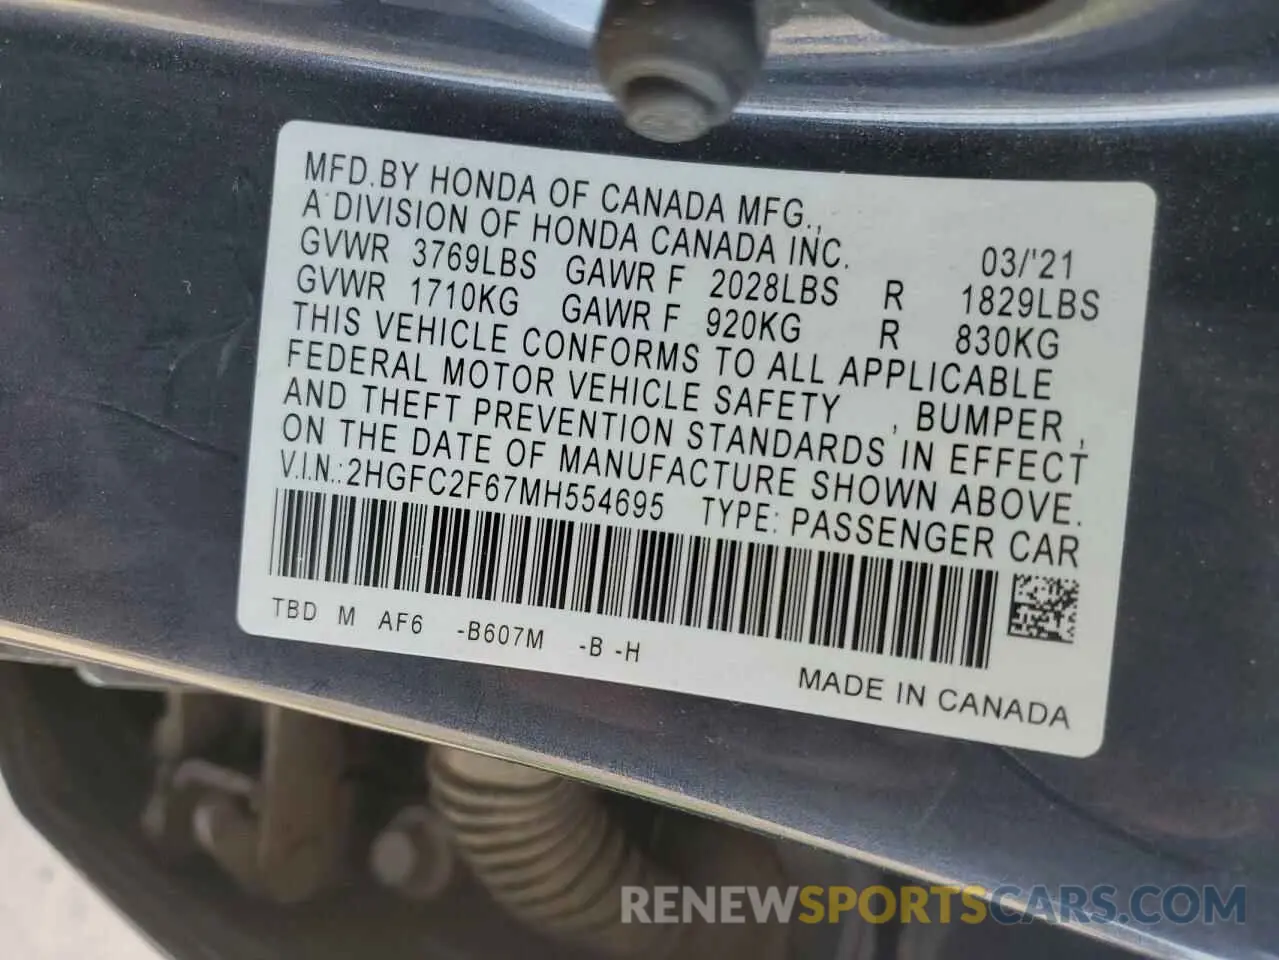 MFD.BY HONDA OF CANADA MFG.,
A DIVISION OF HONDA CANADA INC. 03/'21
GVWR 3769LBS GAWR F 2028LBS R 1829LBS
GVWR 1710KG GAWR F 920KG R 830KG
THIS VEHICLE CONFORMS TO ALL APPLICABLE
FEDERAL MOTOR VEHICLE SAFETY , BUMPER ,
AND THEFT PREVENTION STANDARDS IN EFFECT
ON THE DATE OF MANUFACTURE SHOWN ABOVE.
V.I.N.: 2HGFC2F67MH554695 TYPE: PASSENGER CAR
TBD M AF6 -B607M -B -H
MADE IN CANADA
RENEWSPORTSCARS.COM